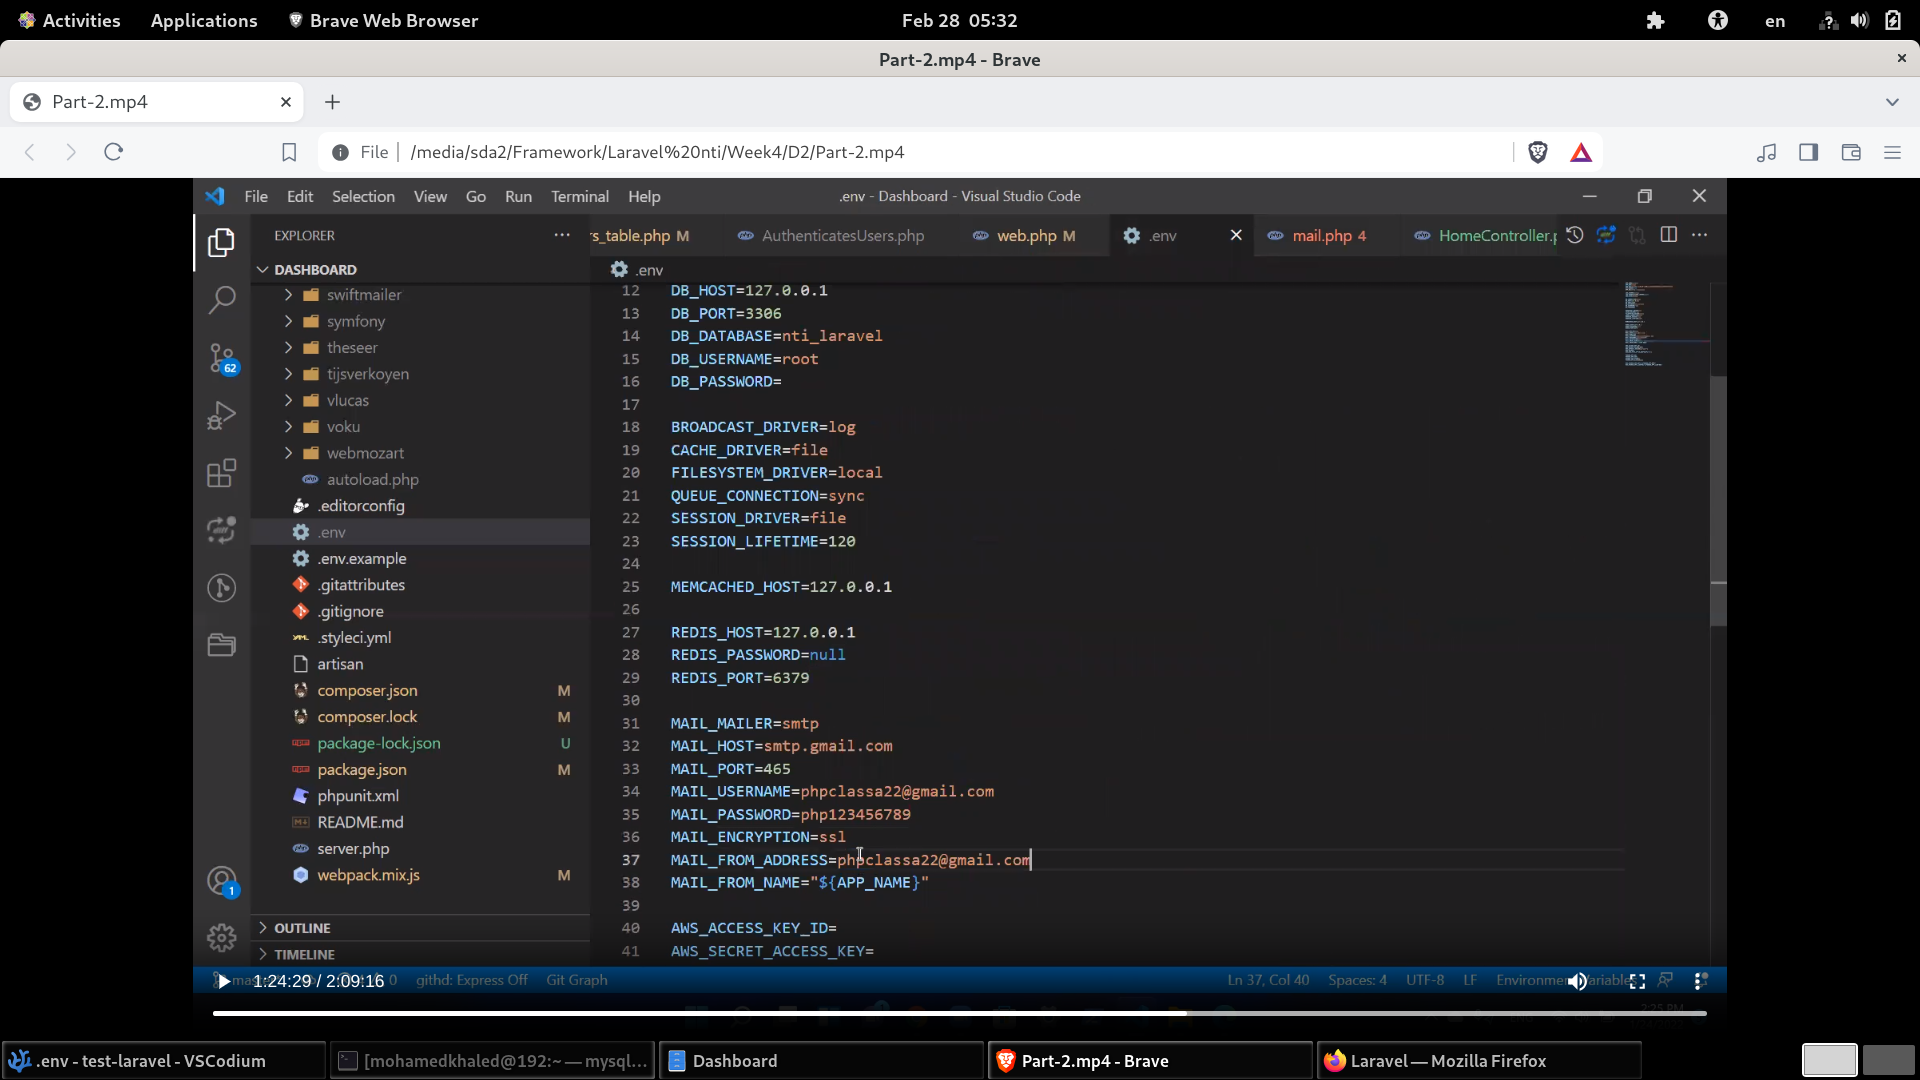 Activities Applications Brave Web Browser Feb 28 05:32 en
Part-2.mp4 - Brave
Part-2.mp4
File /media/sda2/Framework/Laravel%20nti/Week4/D2/Part-2.mp4
File Edit Selection View Go Run Terminal Help .env - Dashboard - Visual Studio Code
EXPLORER
rs_table.php M AuthenticatesUsers.php web.php M .env mail.php 4 HomeController.p
DASHBOARD
.env
swiftmailer
symfony
theseer
tijsverkoyen
vlucas
voku
webmozart
autoload.php
.editorconfig
.env
.env.example
.gitattributes
.gitignore
.styleci.yml
artisan
composer.json M
composer.lock M
package-lock.json U
package.json M
phpunit.xml
README.md
server.php
webpack.mix.js M
OUTLINE
TIMELINE
62
1
12 DB_HOST=127.0.0.1
13 DB_PORT=3306
14 DB_DATABASE=nti_laravel
15 DB_USERNAME=root
16 DB_PASSWORD=
17
18 BROADCAST_DRIVER=log
19 CACHE_DRIVER=file
20 FILESYSTEM_DRIVER=local
21 QUEUE_CONNECTION=sync
22 SESSION_DRIVER=file
23 SESSION_LIFETIME=120
24
25 MEMCACHED_HOST=127.0.0.1
26
27 REDIS_HOST=127.0.0.1
28 REDIS_PASSWORD=null
29 REDIS_PORT=6379
30
31 MAIL_MAILER=smtp
32 MAIL_HOST=smtp.gmail.com
33 MAIL_PORT=465
34 MAIL_USERNAME=phpclassa22@gmail.com
35 MAIL_PASSWORD=php123456789
36 MAIL_ENCRYPTION=ssl
37 MAIL_FROM_ADDRESS=phpclassa22@gmail.com
38 MAIL_FROM_NAME="${APP_NAME}"
39
40 AWS_ACCESS_KEY_ID=
41 AWS_SECRET_ACCESS_KEY=
1:24:29 / 2:09:16 0 githd: Express Off Git Graph Ln 37, Col 40 Spaces: 4 UTF-8 LF
.env - test-laravel - VSCodium [mohamedkhaled@192:~ — mysql... Dashboard Part-2.mp4 - Brave Laravel — Mozilla Firefox